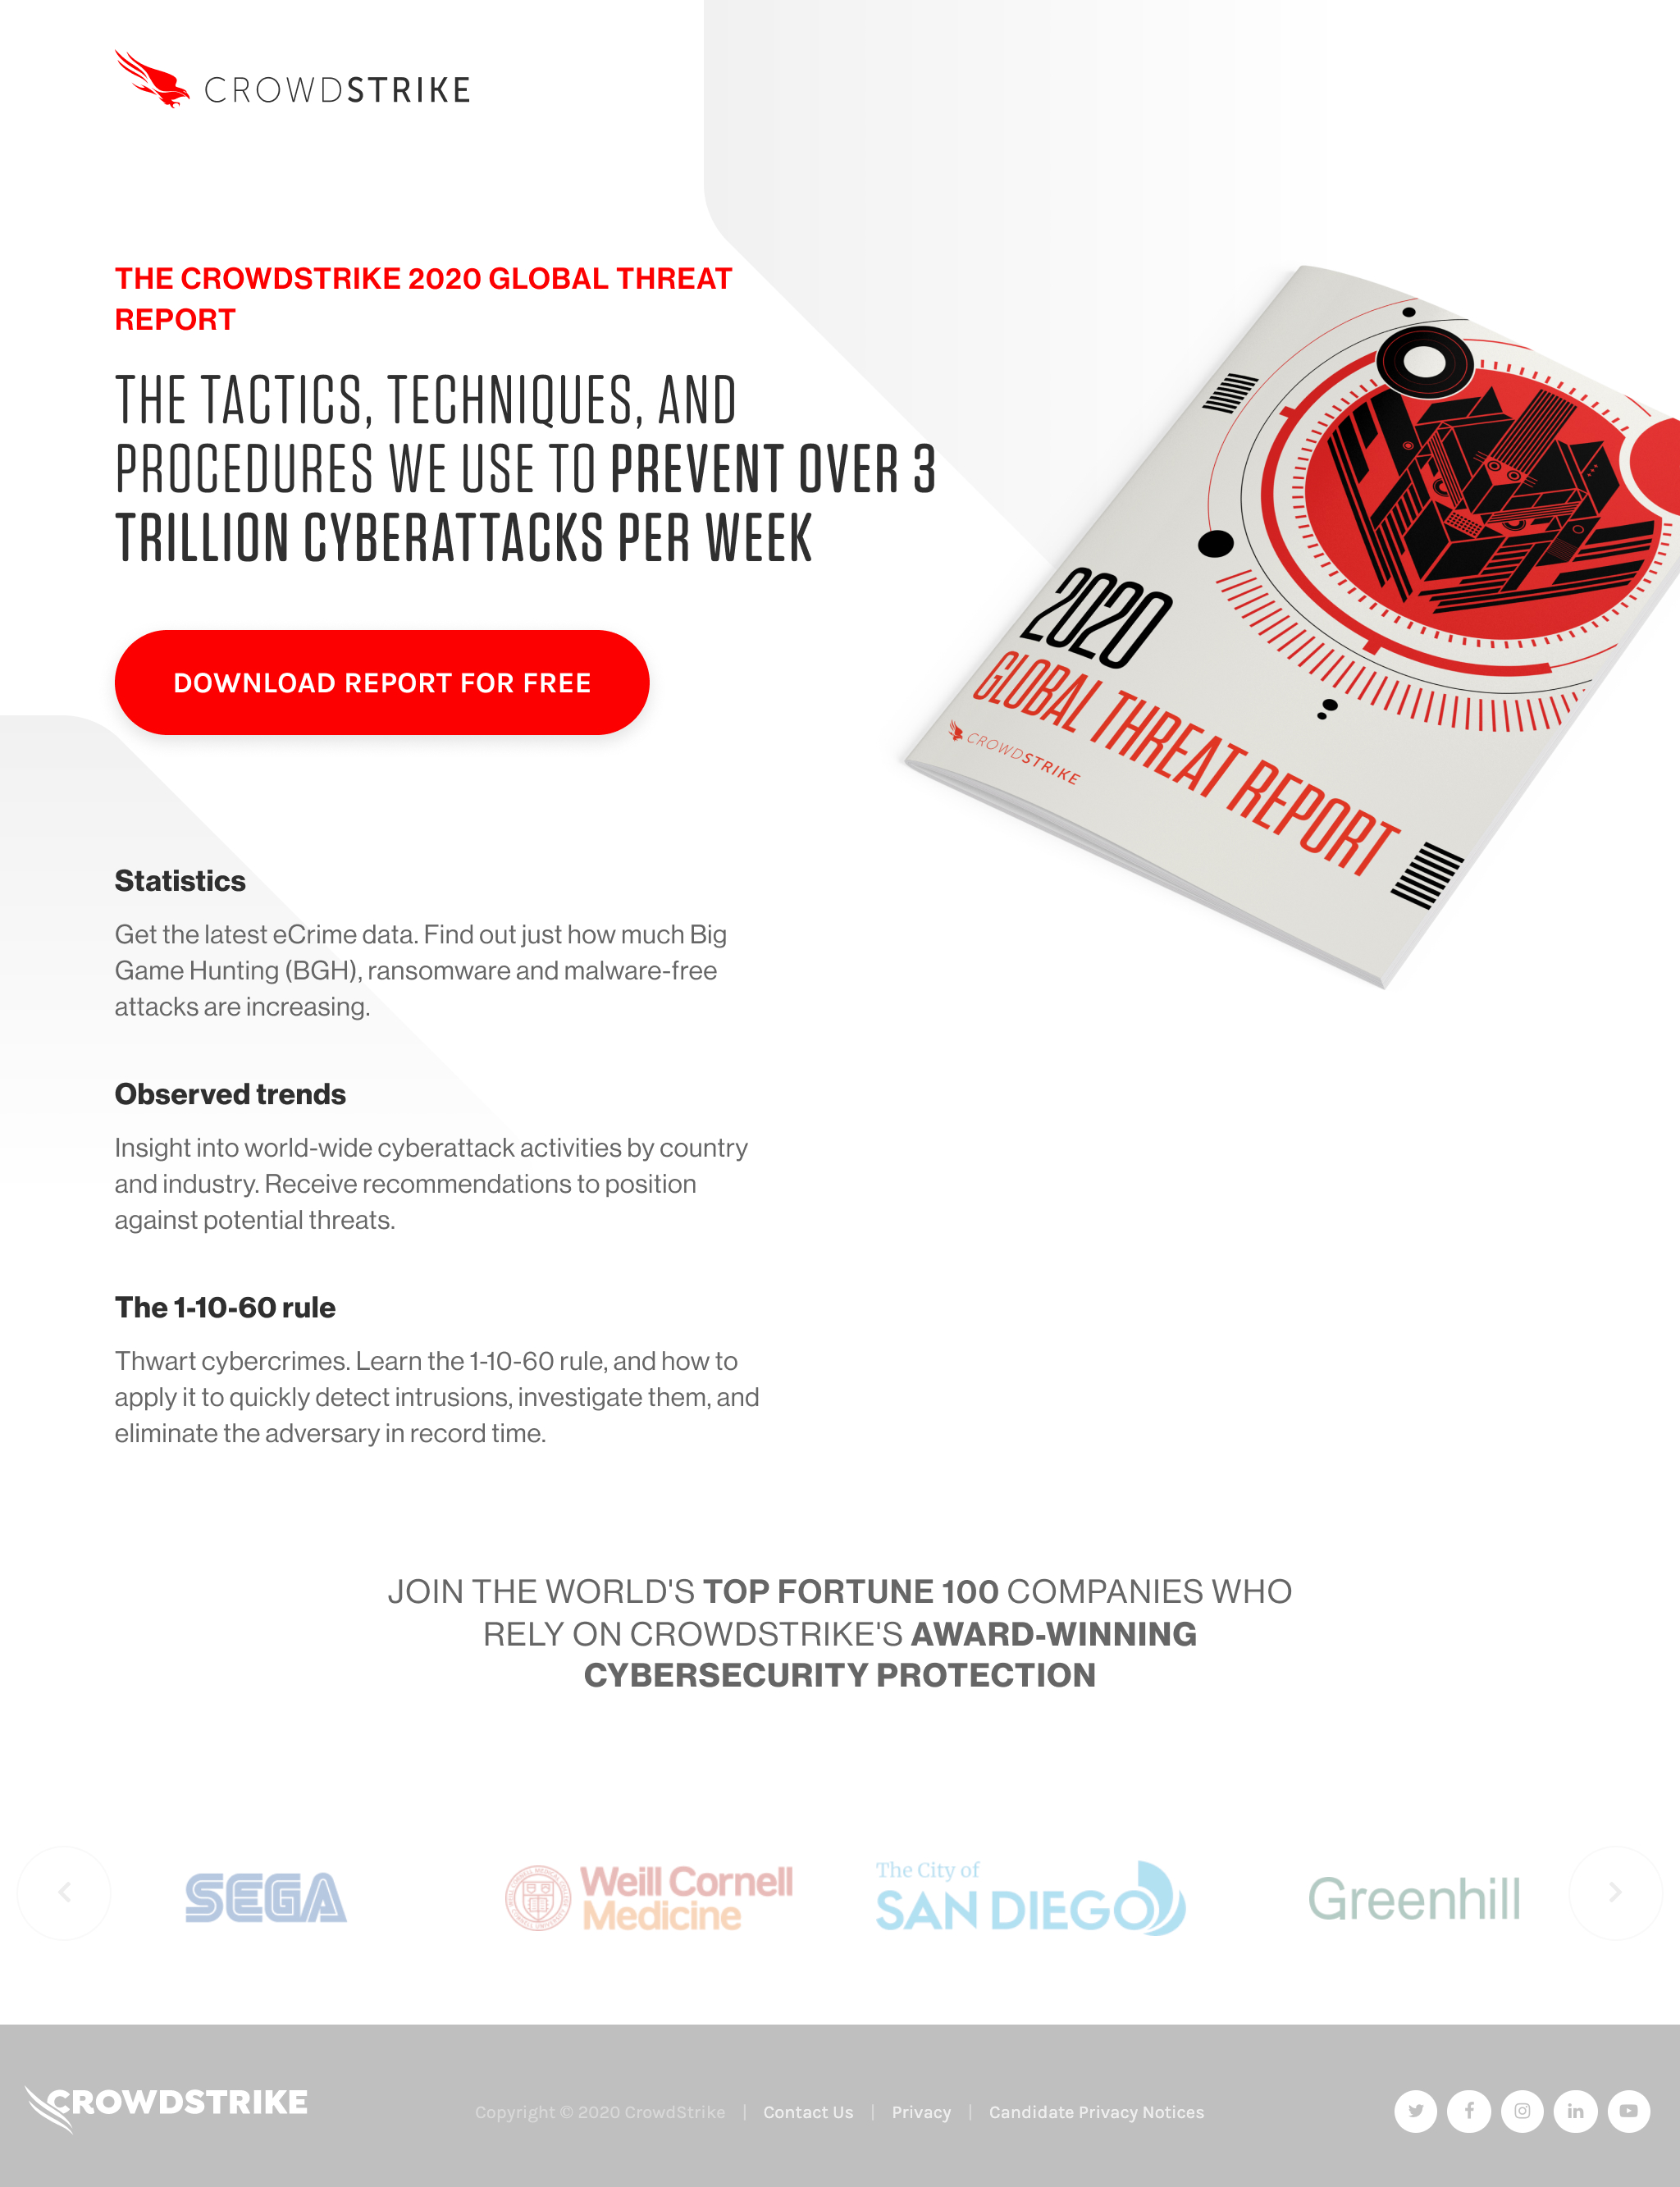 CROWDSTRIKE
THE CROWDSTRIKE 2020 GLOBAL THREAT
REPORT
THE TACTICS, TECHNIQUES, AND
PROCEDURES WE USE TO PREVENT OVER 3
TRILLION CYBERATTACKS PER WEEK
DOWNLOAD REPORT FOR FREE
2020
GLOBAL THREAT REPORT
CROWDSTRIKE
Statistics
Get the latest eCrime data. Find out just how much Big
Game Hunting (BGH), ransomware and malware-free
attacks are increasing.
Observed trends
Insight into world-wide cyberattack activities by country
and industry. Receive recommendations to position
against potential threats.
The 1-10-60 rule
Thwart cybercrimes. Learn the 1-10-60 rule, and how to
apply it to quickly detect intrusions, investigate them, and
eliminate the adversary in record time.
JOIN THE WORLD'S TOP FORTUNE 100 COMPANIES WHO
RELY ON CROWDSTRIKE'S AWARD-WINNING
CYBERSECURITY PROTECTION
SEGA
Weill Cornell
Medicine
The City of
SAN DIEGO
Greenhill
CROWDSTRIKE
Copyright © 2020 CrowdStrike | Contact Us | Privacy | Candidate Privacy Notices